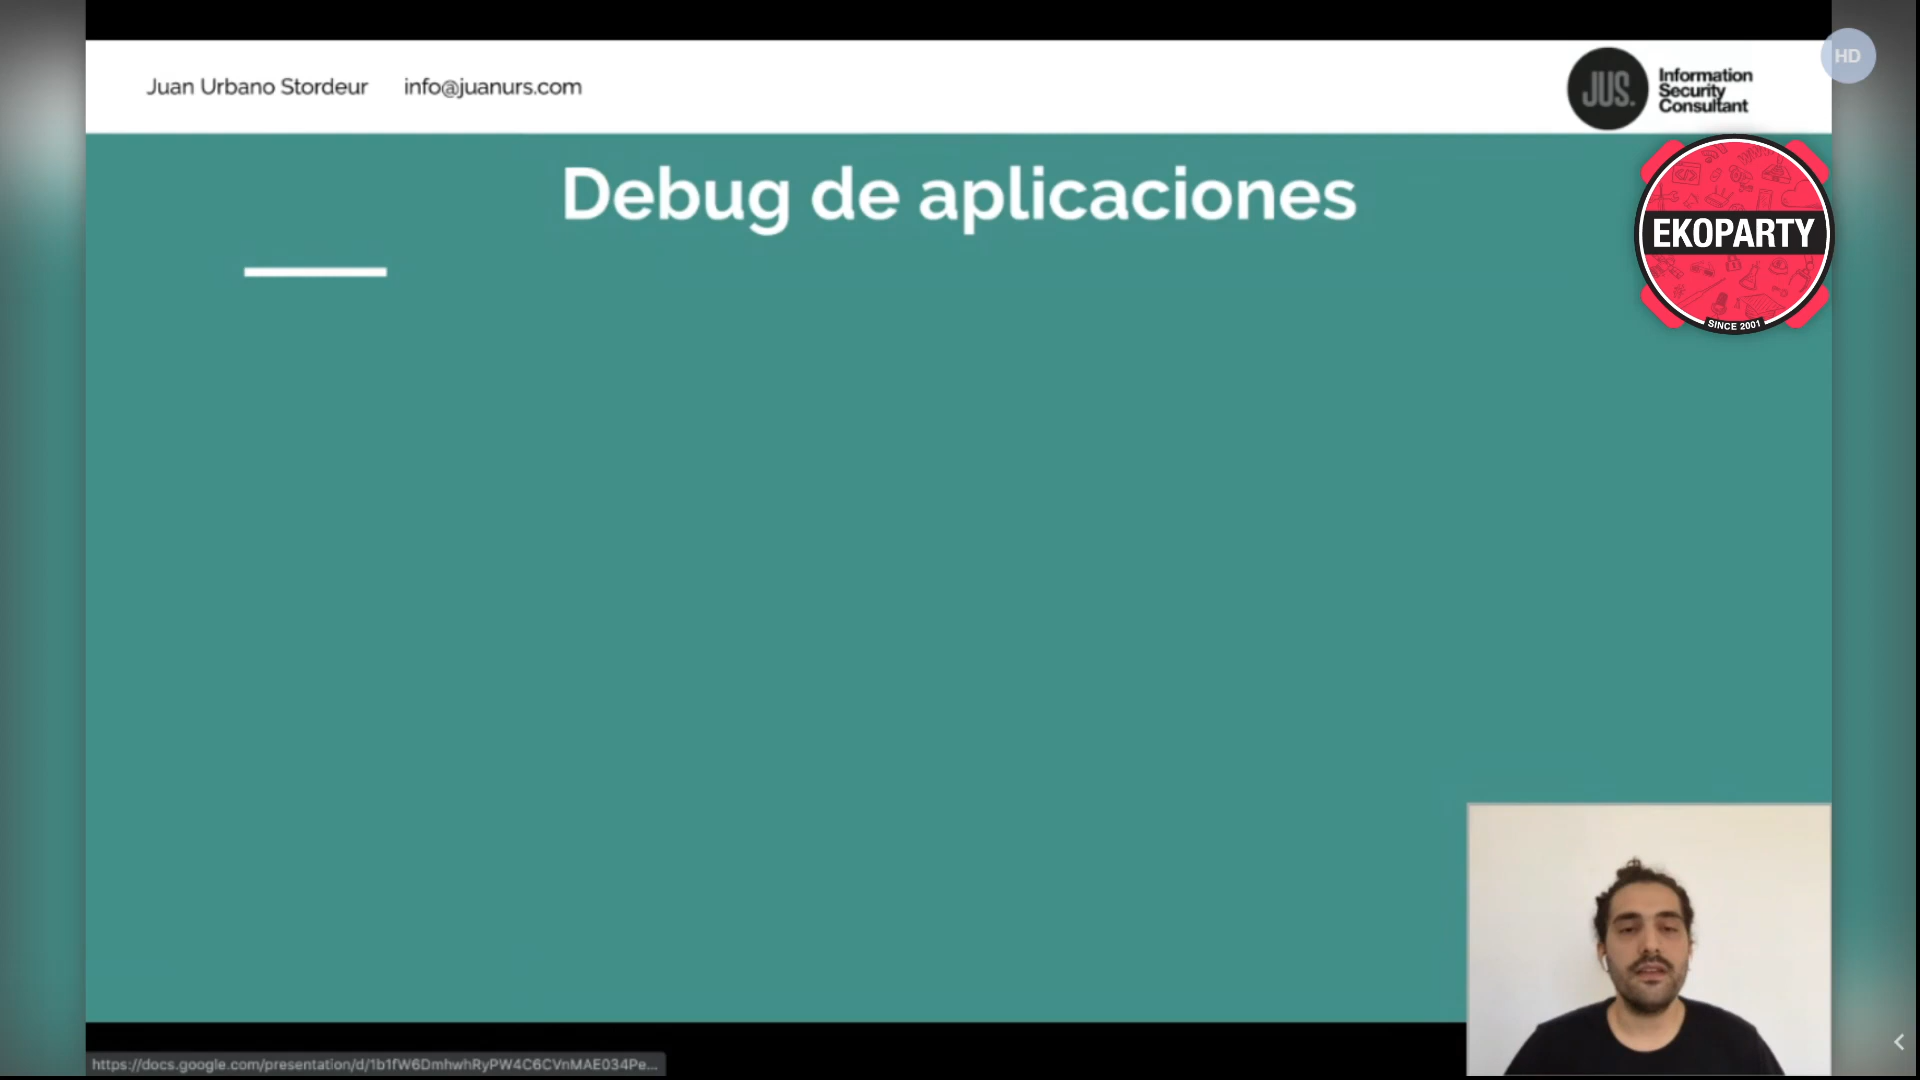 Juan Urbano Stordeur info@juanurs.com
JUS.
Information
Security
Consultant
HD
Debug de aplicaciones
EKOPARTY
SINCE 2001
https://docs.google.com/presentation/d/1b1fW6DmhwhRyPW4C6CVnMAE034Pe...